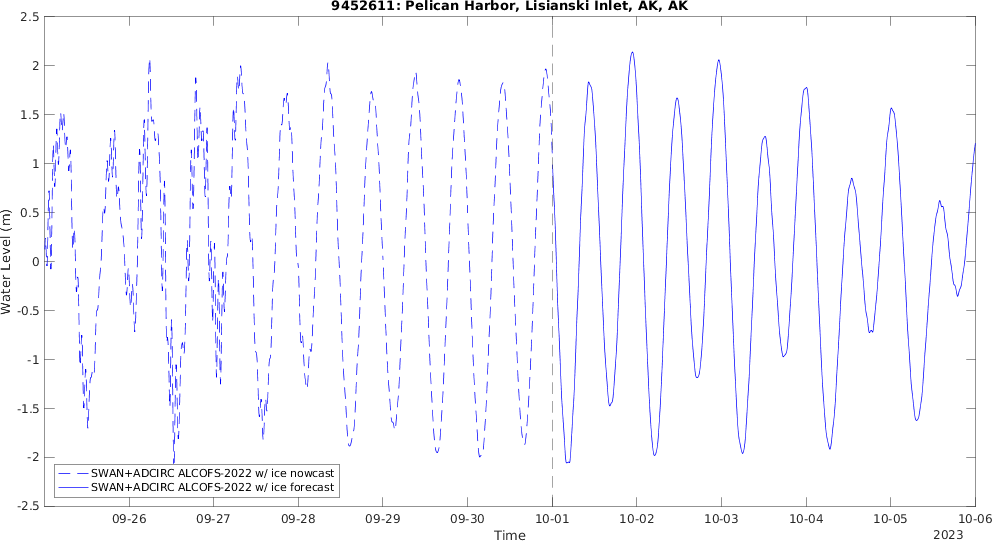 9452611: Pelican Harbor, Lisianski Inlet, AK, AK
2.5
2
1.5
1
0.5
0
-0.5
-1
-1.5
-2
-2.5
Water Level (m)
SWAN+ADCIRC ALCOFS-2022 w/ ice nowcast
SWAN+ADCIRC ALCOFS-2022 w/ ice forecast
09-26 09-27 09-28 09-29 09-30 10-01 10-02 10-03 10-04 10-05 10-06
Time
2023